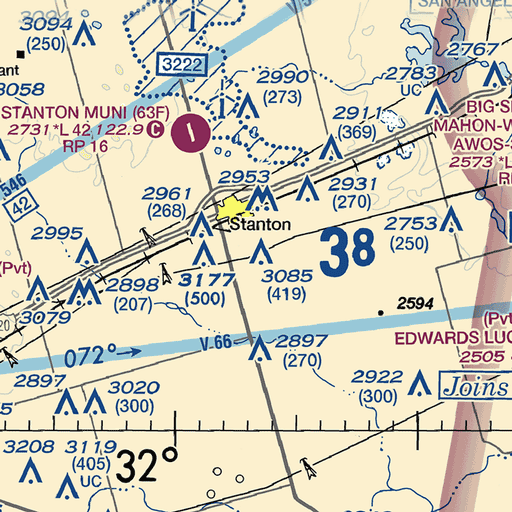 SAN ANGEL
3094
(250)
3222
2767
3058
2990
(273)
2783
UC
STANTON MUNI (63F)
2731 *L 42 122.9 C
RP 16
(369)
BIG
MAHON-W
AWOS-
2573 *L
2953
2961
(268)
2931
(270)
546
42
Stanton
2753
(250)
2995
38
(Pvt)
3177
(500)
3085
(419)
2898
(207)
2594
3079
20
(Pvt
EDWARDS LUC
2505
V 66
2897
(270)
072° →
2897
3020
(300)
2922
(300)
Joins
3208
3119
(405)
UC
32°